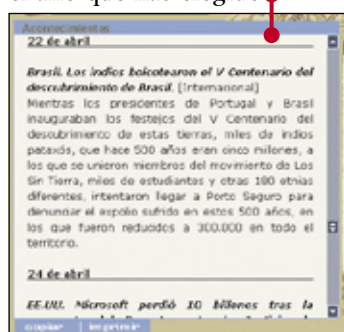 Acontecimientos
22 de abril
Brasil. Los indios boicotearon el V Centenario del
descubrimiento de Brasil. [Internacional]
Mientras los presidentes de Portugal y Brasil
inauguraban los festejos del V Centenario del
descubrimiento de estas tierras, miles de indios
pataxós, que hace 500 años eran cinco millones, a
los que se unieron miembros del movimiento de Los
Sin Tierra, miles de estudiantes y otras 180 etnias
diferentes, intentaron llegar a Porto Seguro para
denunciar el expolio sufrido en estos 500 años, en
los que fueron reducidos a 300.000 en todo el
territorio.
24 de abril
EE.UU. Microsoft perdió 10 billones tras la
copiar imprimir